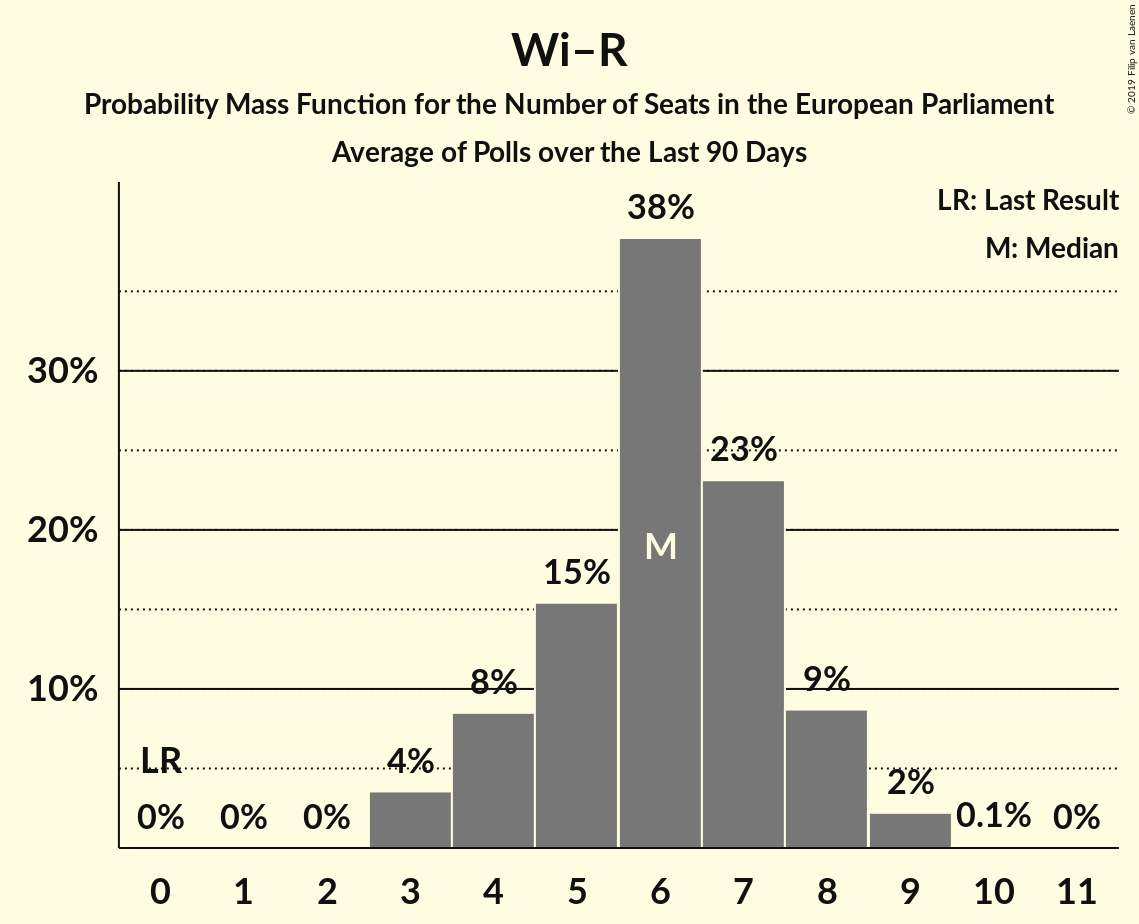 Wi–R
Probability Mass Function for the Number of Seats in the European Parliament
Average of Polls over the Last 90 Days
© 2019 Filip van Laenen
LR: Last Result
M: Median
38%
30%
23%
20%
M
15%
10%
8%
9%
LR
4%
2%
0% 0% 0% 0.1% 0%
0 1 2 3 4 5 6 7 8 9 10 11